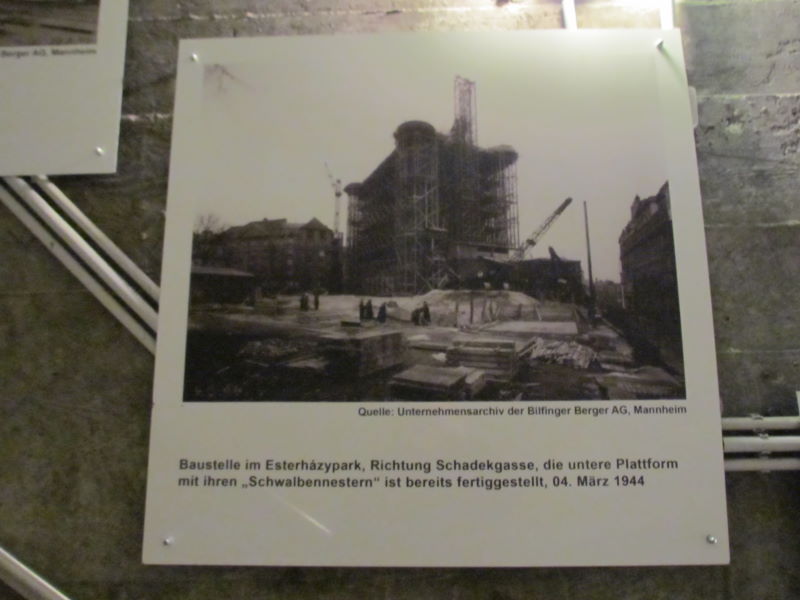 Berger AG, Mannheim
Quelle: Unternehmensarchiv der Bilfinger Berger AG, Mannheim
Baustelle im Esterházypark, Richtung Schadekgasse, die untere Plattform
mit ihren „Schwalbennestern“ ist bereits fertiggestellt, 04. März 1944